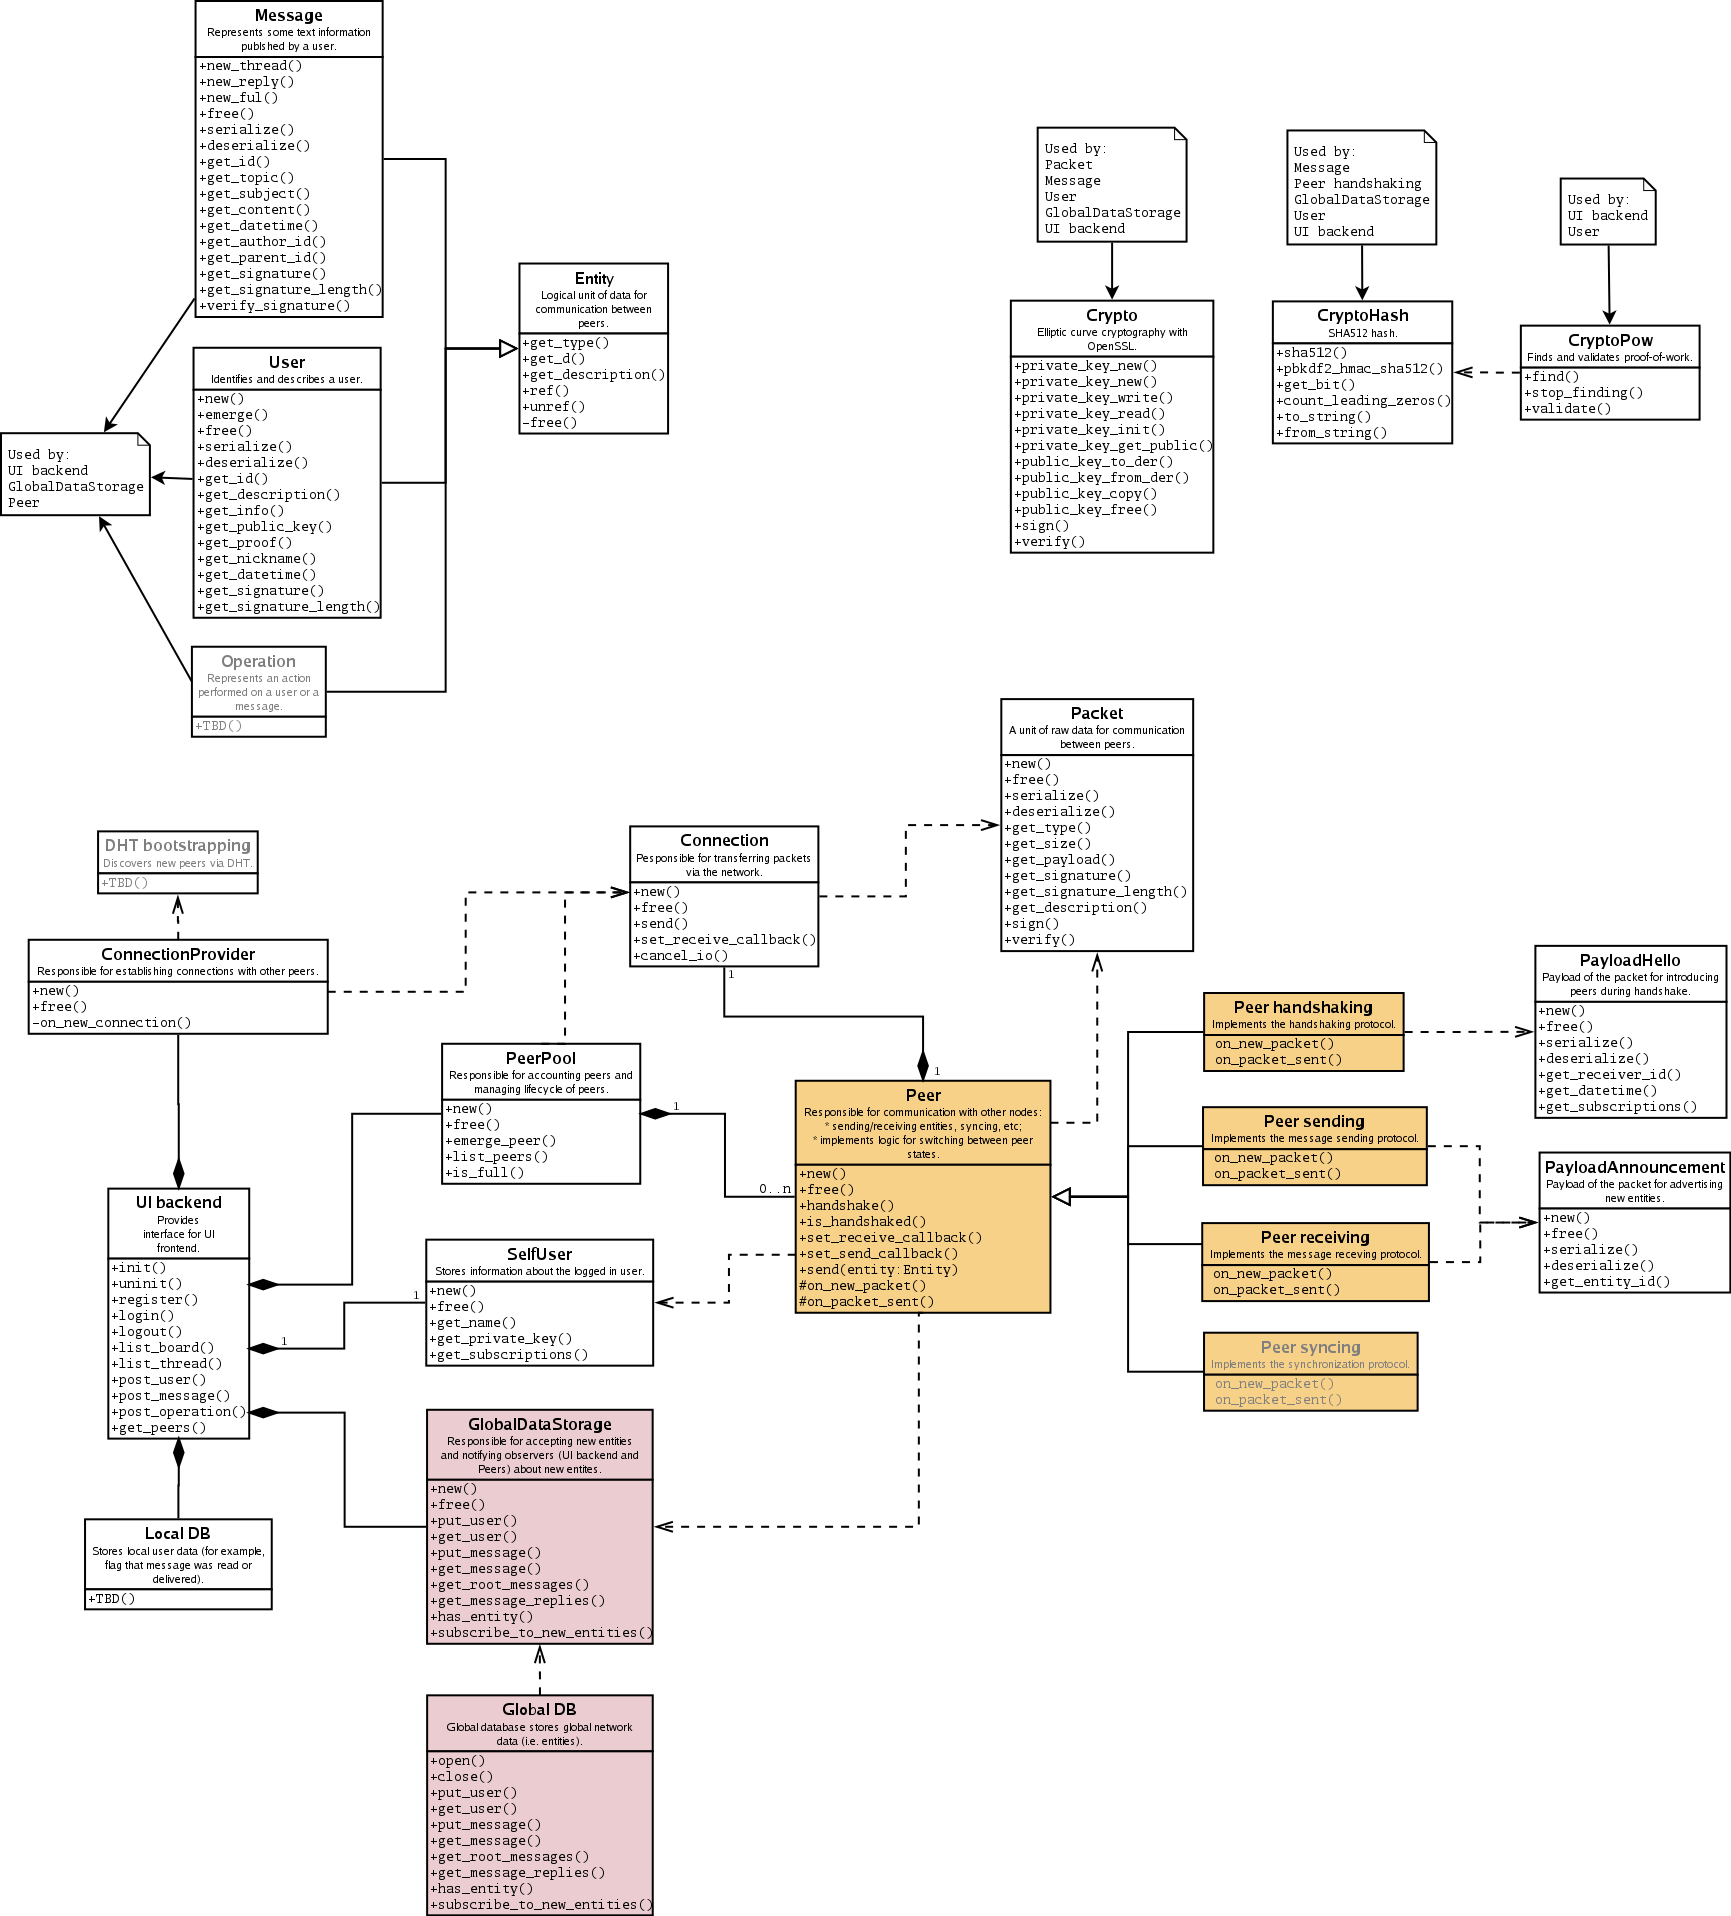 Message
Represents some text information
publshed by a user.
+new_thread()
+new_reply()
+new_ful()
+free()
+serialize()
+deserialize()
+get_id()
+get_topic()
+get_subject()
+get_content()
+get_datetime()
+get_author_id()
+get_parent_id()
+get_signature()
+get_signature_length()
+verify_signature()
User
Identifies and describes a user.
+new()
+emerge()
+free()
+serialize()
+deserialize()
+get_id()
+get_description()
+get_info()
+get_public_key()
+get_proof()
+get_nickname()
+get_datetime()
+get_signature()
+get_signature_length()
Used by:
UI backend
GlobalDataStorage
Peer
Operation
Represents an action
performed on a user or a
message.
+TBD()
Entity
Logical unit of data for
communication between
peers.
+get_type()
+get_d()
+get_description()
+ref()
+unref()
-free()
Used by:
Packet
Message
User
GlobalDataStorage
UI backend
Crypto
Elliptic curve cryptography with
OpenSSL.
+private_key_new()
+private_key_new()
+private_key_write()
+private_key_read()
+private_key_init()
+private_key_get_public()
+public_key_to_der()
+public_key_from_der()
+public_key_copy()
+public_key_free()
+sign()
+verify()
Used by:
Message
Peer handshaking
GlobalDataStorage
User
UI backend
CryptoHash
SHA512 hash.
+sha512()
+pbkdf2_hmac_sha512()
+get_bit()
+count_leading_zeros()
+to_string()
+from_string()
Used by:
UI backend
User
CryptoPow
Finds and validates proof-of-work.
+find()
+stop_finding()
+validate()
Packet
A unit of raw data for communication
between peers.
+new()
+free()
+serialize()
+deserialize()
+get_type()
+get_size()
+get_payload()
+get_signature()
+get_signature_length()
+get_description()
+sign()
+verify()
DHT bootstrapping
Discovers new peers via DHT.
+TBD()
ConnectionProvider
Responsible for establishing connections with other peers.
+new()
+free()
-on_new_connection()
Connection
Pesponsible for transferring packets
via the network.
+new()
+free()
+send()
+set_receive_callback()
+cancel_io()
1
1
PeerPool
Responsible for accounting peers and
managing lifecycle of peers.
+new()
+free()
+emerge_peer()
+list_peers()
+is_full()
1
0..n
Peer
Responsible for communication with other nodes:
* sending/receiving entities, syncing, etc;
* implements logic for switching between peer
states.
+new()
+free()
+handshake()
+is_handshaked()
+set_receive_callback()
+set_send_callback()
+send(entity:Entity)
#on_new_packet()
#on_packet_sent()
Peer handshaking
Implements the handshaking protocol.
on_new_packet()
on_packet_sent()
Peer sending
Implements the message sending protocol.
on_new_packet()
on_packet_sent()
Peer receiving
Implements the message receving protocol.
on_new_packet()
on_packet_sent()
Peer syncing
Implements the synchronization protocol.
on_new_packet()
on_packet_sent()
PayloadHello
Payload of the packet for introducing
peers during handshake.
+new()
+free()
+serialize()
+deserialize()
+get_receiver_id()
+get_datetime()
+get_subscriptions()
PayloadAnnouncement
Payload of the packet for advertising
new entities.
+new()
+free()
+serialize()
+deserialize()
+get_entity_id()
UI backend
Provides
interface for UI
frontend.
+init()
+uninit()
+register()
+login()
+logout()
+list_board()
+list_thread()
+post_user()
+post_message()
+post_operation()
+get_peers()
1
1
SelfUser
Stores information about the logged in user.
+new()
+free()
+get_name()
+get_private_key()
+get_subscriptions()
Local DB
Stores local user data (for example,
flag that message was read or
delivered).
+TBD()
GlobalDataStorage
Responsible for accepting new entities
and notifying observers (UI backend and
Peers) about new entites.
+new()
+free()
+put_user()
+get_user()
+put_message()
+get_message()
+get_root_messages()
+get_message_replies()
+has_entity()
+subscribe_to_new_entities()
Global DB
Global database stores global network
data (i.e. entities).
+open()
+close()
+put_user()
+get_user()
+put_message()
+get_message()
+get_root_messages()
+get_message_replies()
+has_entity()
+subscribe_to_new_entities()